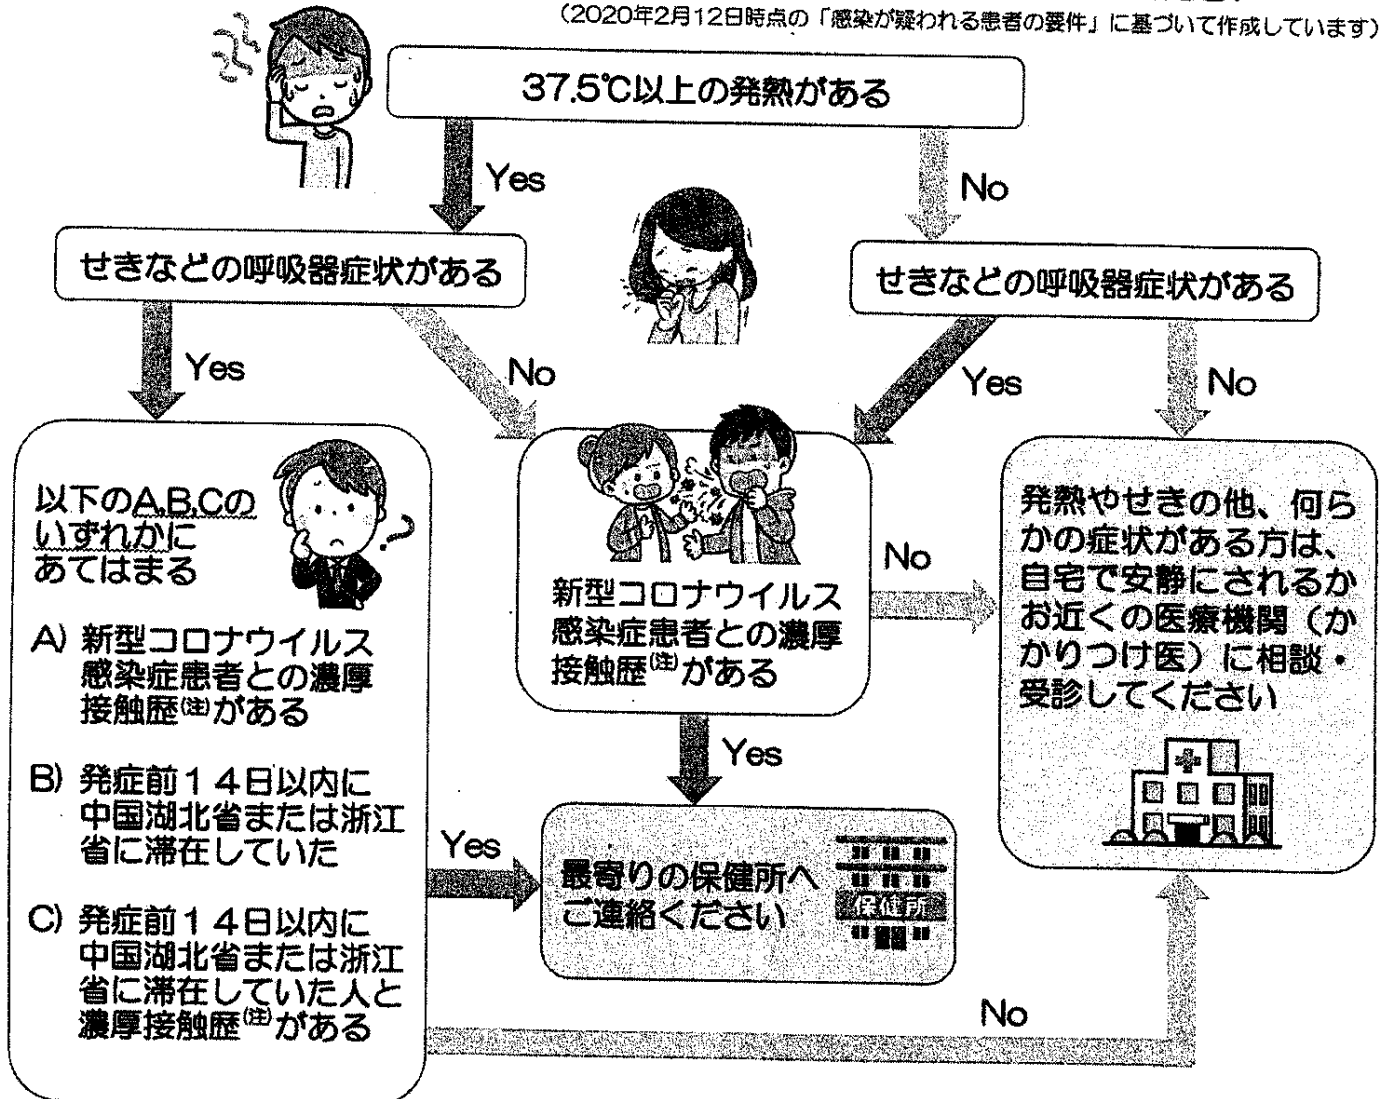 （2020年2月12日時点の「感染が疑われる患者の要件」に基づいて作成しています）
37.5℃以上の発熱がある
Yes
No
せきなどの呼吸器症状がある
せきなどの呼吸器症状がある
Yes
No
Yes
No
以下のA,B,Cの
いずれかに
あてはまる
A) 新型コロナウイルス
感染症患者との濃厚
接触歴(注)がある
B) 発症前１４日以内に
中国湖北省または浙江
省に滞在していた
C) 発症前１４日以内に
中国湖北省または浙江
省に滞在していた人と
濃厚接触歴(注)がある
新型コロナウイルス
感染症患者との濃厚
接触歴(注)がある
No
Yes
発熱やせきの他、何ら
かの症状がある方は、
自宅で安静にされるか
お近くの医療機関（か
かりつけ医）に相談・
受診してください
Yes
最寄りの保健所へ
ご連絡ください
保健所
No